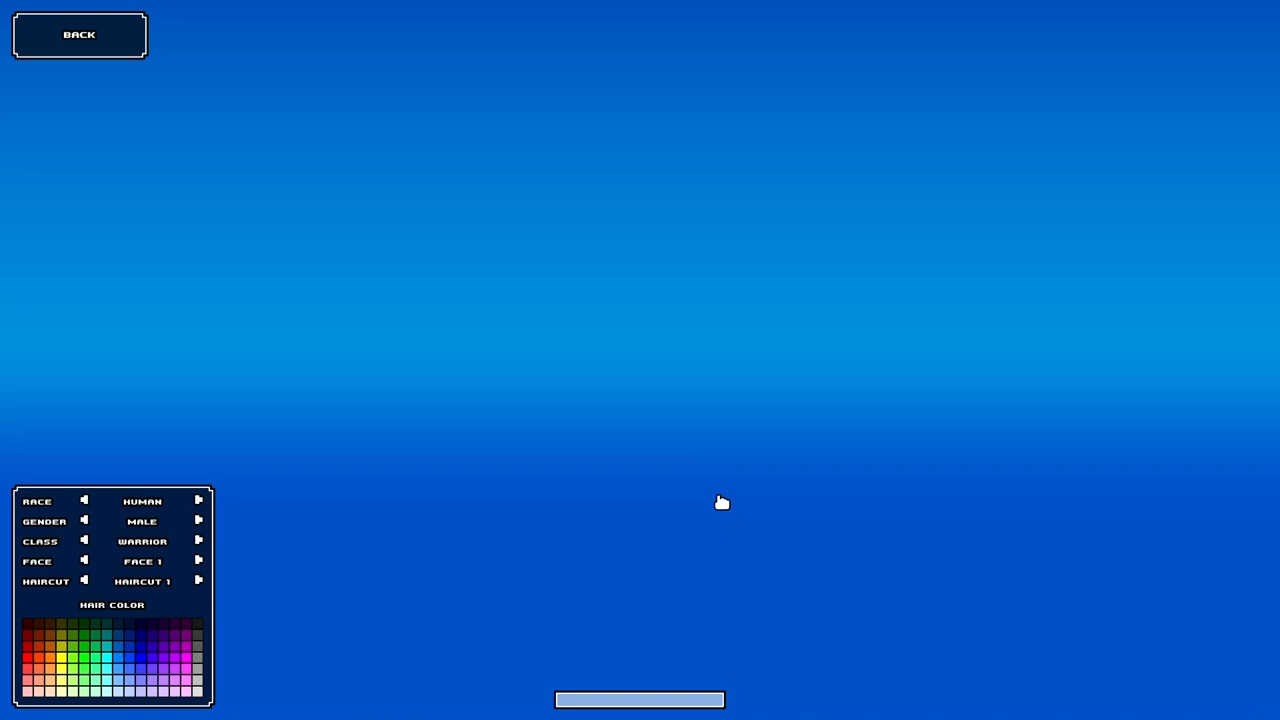 BACK
RACE HUMAN
GENDER MALE
CLASS WARRIOR
FACE FACE 1
HAIRCUT HAIRCUT 1
HAIR COLOR